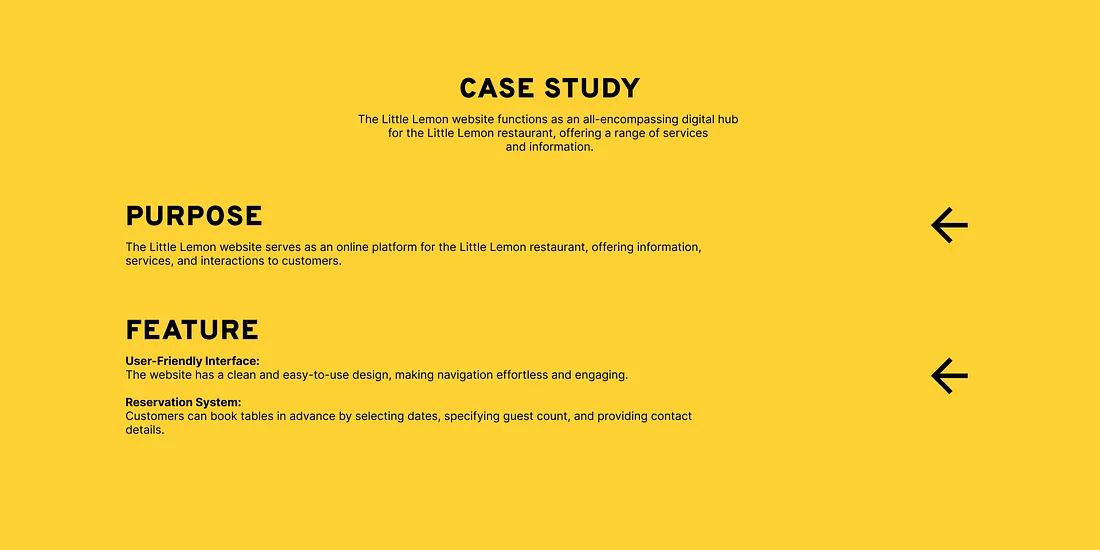 CASE STUDY
The Little Lemon website functions as an all-encompassing digital hub
for the Little Lemon restaurant, offering a range of services
and information.
PURPOSE
The Little Lemon website serves as an online platform for the Little Lemon restaurant, offering information,
services, and interactions to customers.
FEATURE
User-Friendly Interface:
The website has a clean and easy-to-use design, making navigation effortless and engaging.
Reservation System:
Customers can book tables in advance by selecting dates, specifying guest count, and providing contact
details.